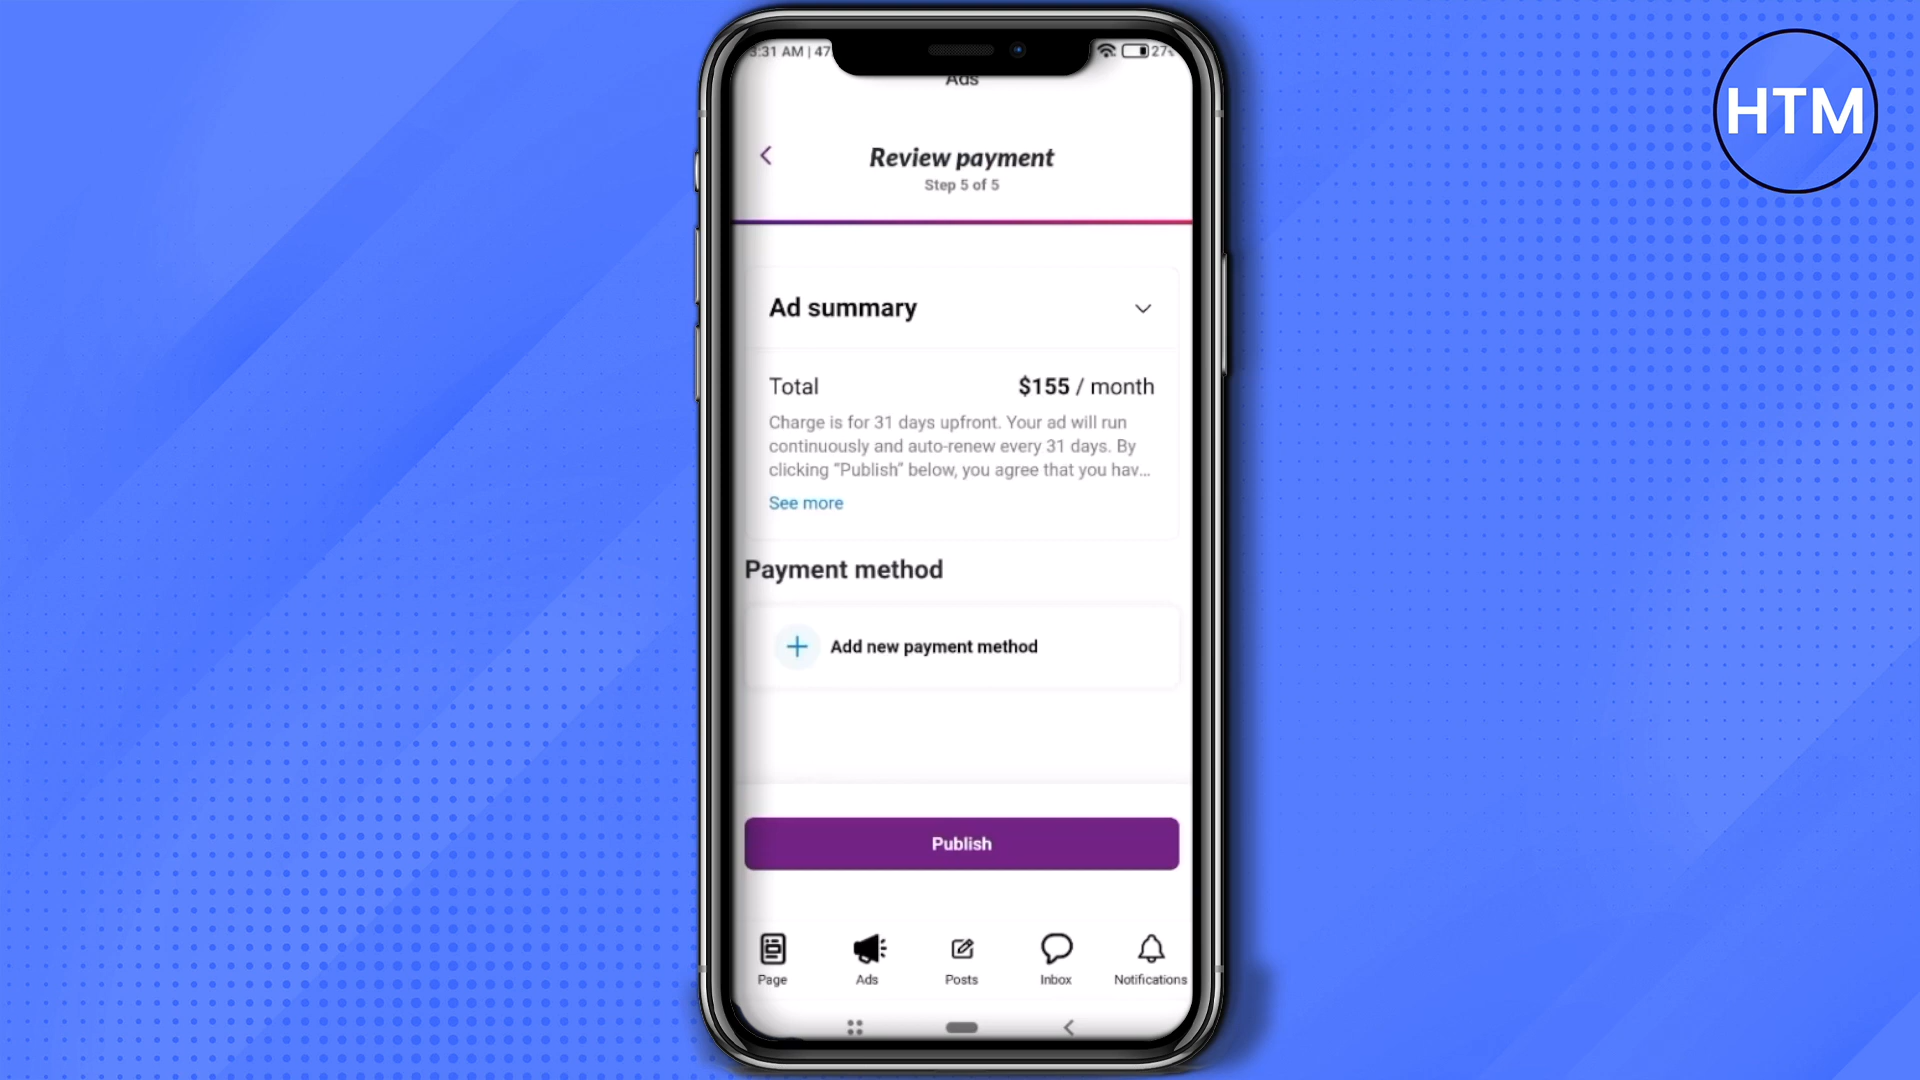 3:31 AM | 47
27%
Ads
Review payment
Step 5 of 5
Ad summary
Total $155 / month
Charge is for 31 days upfront. Your ad will run
continuously and auto-renew every 31 days. By
clicking “Publish” below, you agree that you hav...
See more
Payment method
Add new payment method
Publish
Page Ads Posts Inbox Notifications
HTM